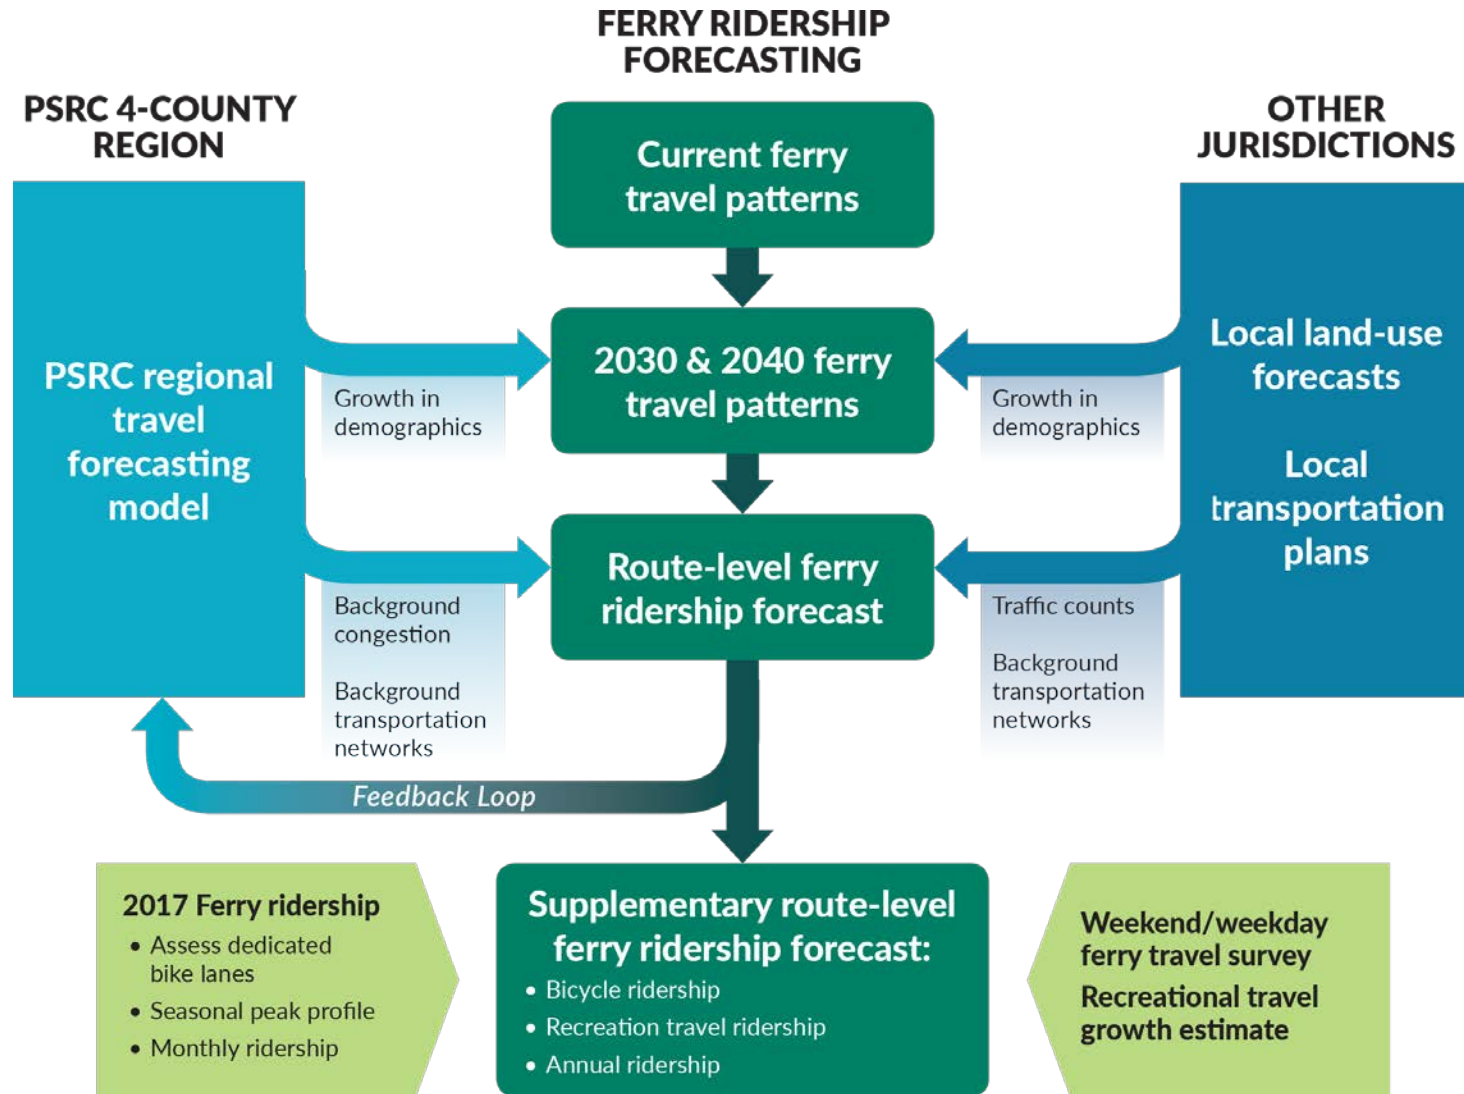 FERRY RIDERSHIP
FORECASTING
PSRC 4-COUNTY
REGION
OTHER
JURISDICTIONS
Current ferry
travel patterns
PSRC regional
travel
forecasting
model
Growth in
demographics
2030 & 2040 ferry
travel patterns
Growth in
demographics
Local land-use
forecasts
Local
transportation
plans
Background
congestion
Background
transportation
networks
Route-level ferry
ridership forecast
Traffic counts
Background
transportation
networks
Feedback Loop
2017 Ferry ridership
• Assess dedicated
bike lanes
• Seasonal peak profile
• Monthly ridership
Supplementary route-level
ferry ridership forecast:
• Bicycle ridership
• Recreation travel ridership
• Annual ridership
Weekend/weekday
ferry travel survey
Recreational travel
growth estimate